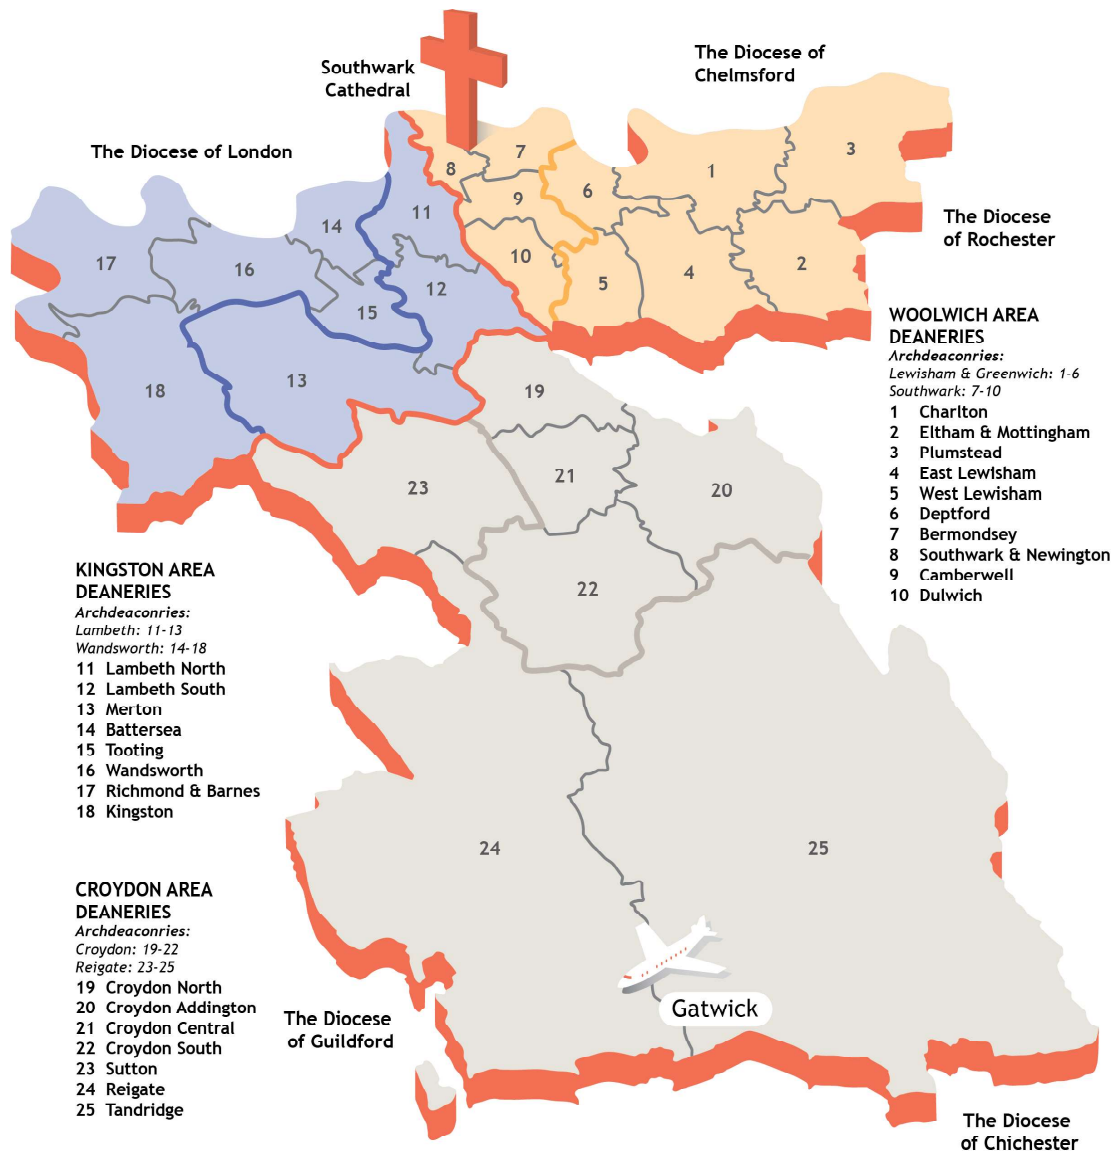 The Diocese of
Chelmsford
Southwark
Cathedral
The Diocese of London
3
7
1
8
6
9
11
14
The Diocese
of Rochester
10
17
16
2
4
5
12
15
13
18
19
WOOLWICH AREA
DEANERIES
Archdeaconries:
Lewisham & Greenwich: 1-6
Southwark: 7-10
1 Charlton
2 Eltham & Mottingham
3 Plumstead
4 East Lewisham
5 West Lewisham
6 Deptford
7 Bermondsey
8 Southwark & Newington
9 Camberwell
10 Dulwich
21
23
20
22
KINGSTON AREA
DEANERIES
Archdeaconries:
Lambeth: 11-13
Wandsworth: 14-18
11 Lambeth North
12 Lambeth South
13 Merton
14 Battersea
15 Tooting
16 Wandsworth
17 Richmond & Barnes
18 Kingston
24
25
CROYDON AREA
DEANERIES
Archdeaconries:
Croydon: 19-22
Reigate: 23-25
19 Croydon North
20 Croydon Addington
21 Croydon Central
22 Croydon South
23 Sutton
24 Reigate
25 Tandridge
Gatwick
The Diocese
of Guildford
The Diocese
of Chichester